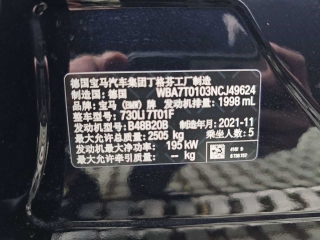 德国宝马汽车集团丁格芬工厂制造
制造国：德国 WBA7T0103NCJ49624
品牌：宝马（BMW）牌 发动机排量：1998 mL
整车型号：730Li 7T01F
发动机型号：B48B20B 制造年月：2021-11
最大允许总质量：2505 kg 乘坐人数：5
发动机最大净功率：195 kW
最大允许牵引质量：— kg